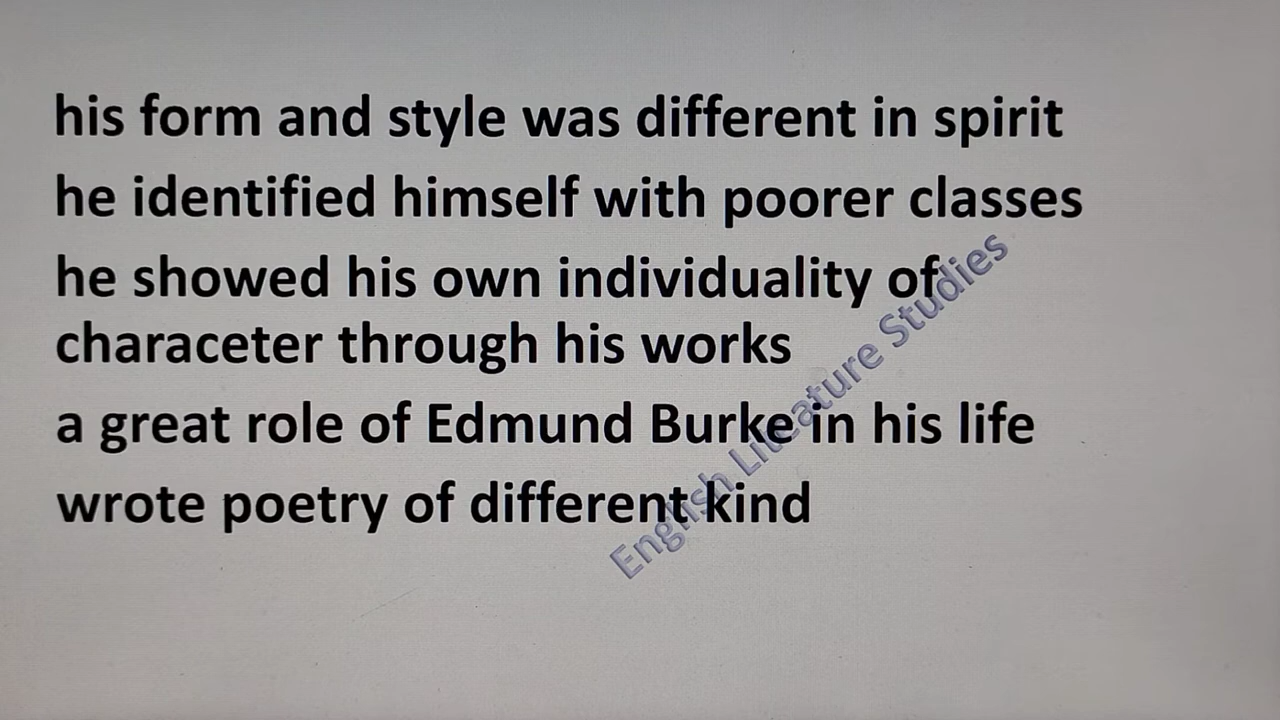 his form and style was different in spirit
he identified himself with poorer classes
he showed his own individuality of
characeter through his works
a great role of Edmund Burke in his life
wrote poetry of different kind
English Literature Studies